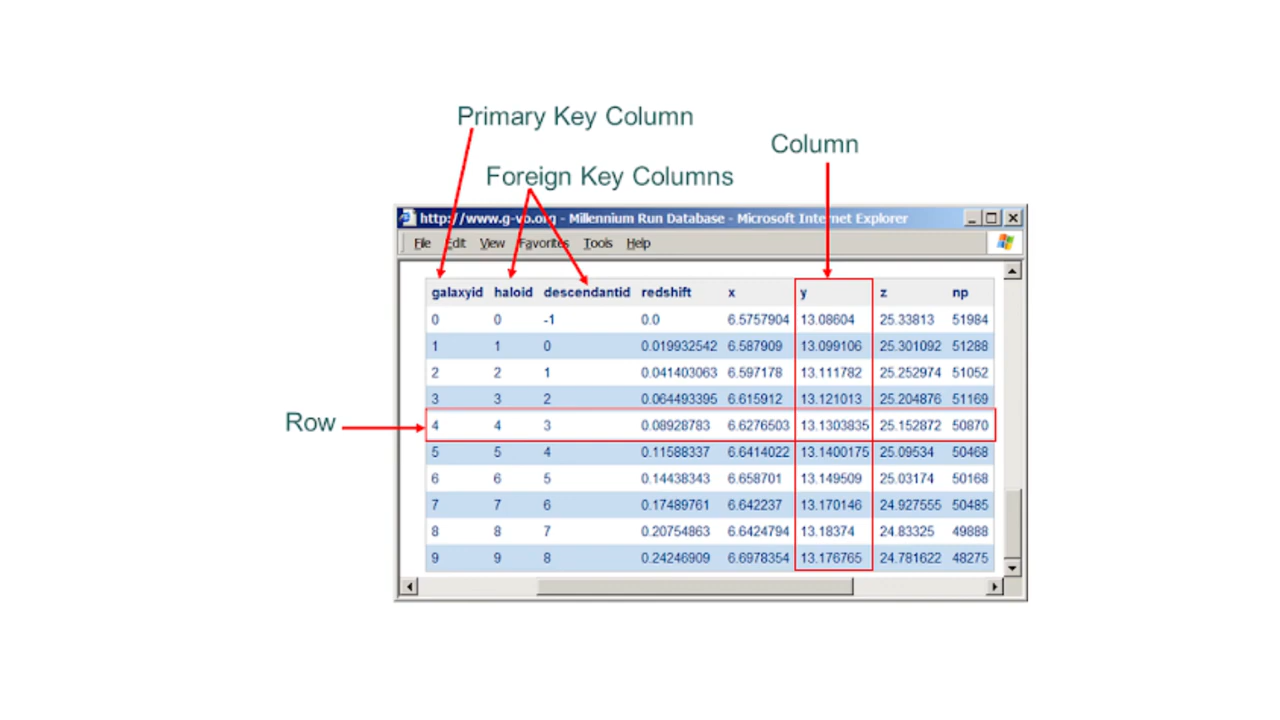 Primary Key Column
Column
Foreign Key Columns
http://www.g-vo.org - Millennium Run Database - Microsoft Internet Explorer
File Edit View Favorites Tools Help
galaxyid haloid descendantid redshift x y z np
0 0 -1 0.0 6.5757904 13.08604 25.33813 51984
1 1 0 0.019932542 6.587909 13.099106 25.301092 51288
2 2 1 0.041403063 6.597178 13.111782 25.252974 51052
3 3 2 0.064493395 6.615912 13.121013 25.204876 51169
Row 4 4 3 0.08928783 6.6276503 13.1303835 25.152872 50870
5 5 4 0.11588337 6.6414022 13.1400175 25.09534 50468
6 6 5 0.14438343 6.658701 13.149509 25.03174 50168
7 7 6 0.17489761 6.642237 13.170146 24.927555 50485
8 8 7 0.20754863 6.6424794 13.18374 24.83325 49888
9 9 8 0.24246909 6.6978354 13.176765 24.781622 48275